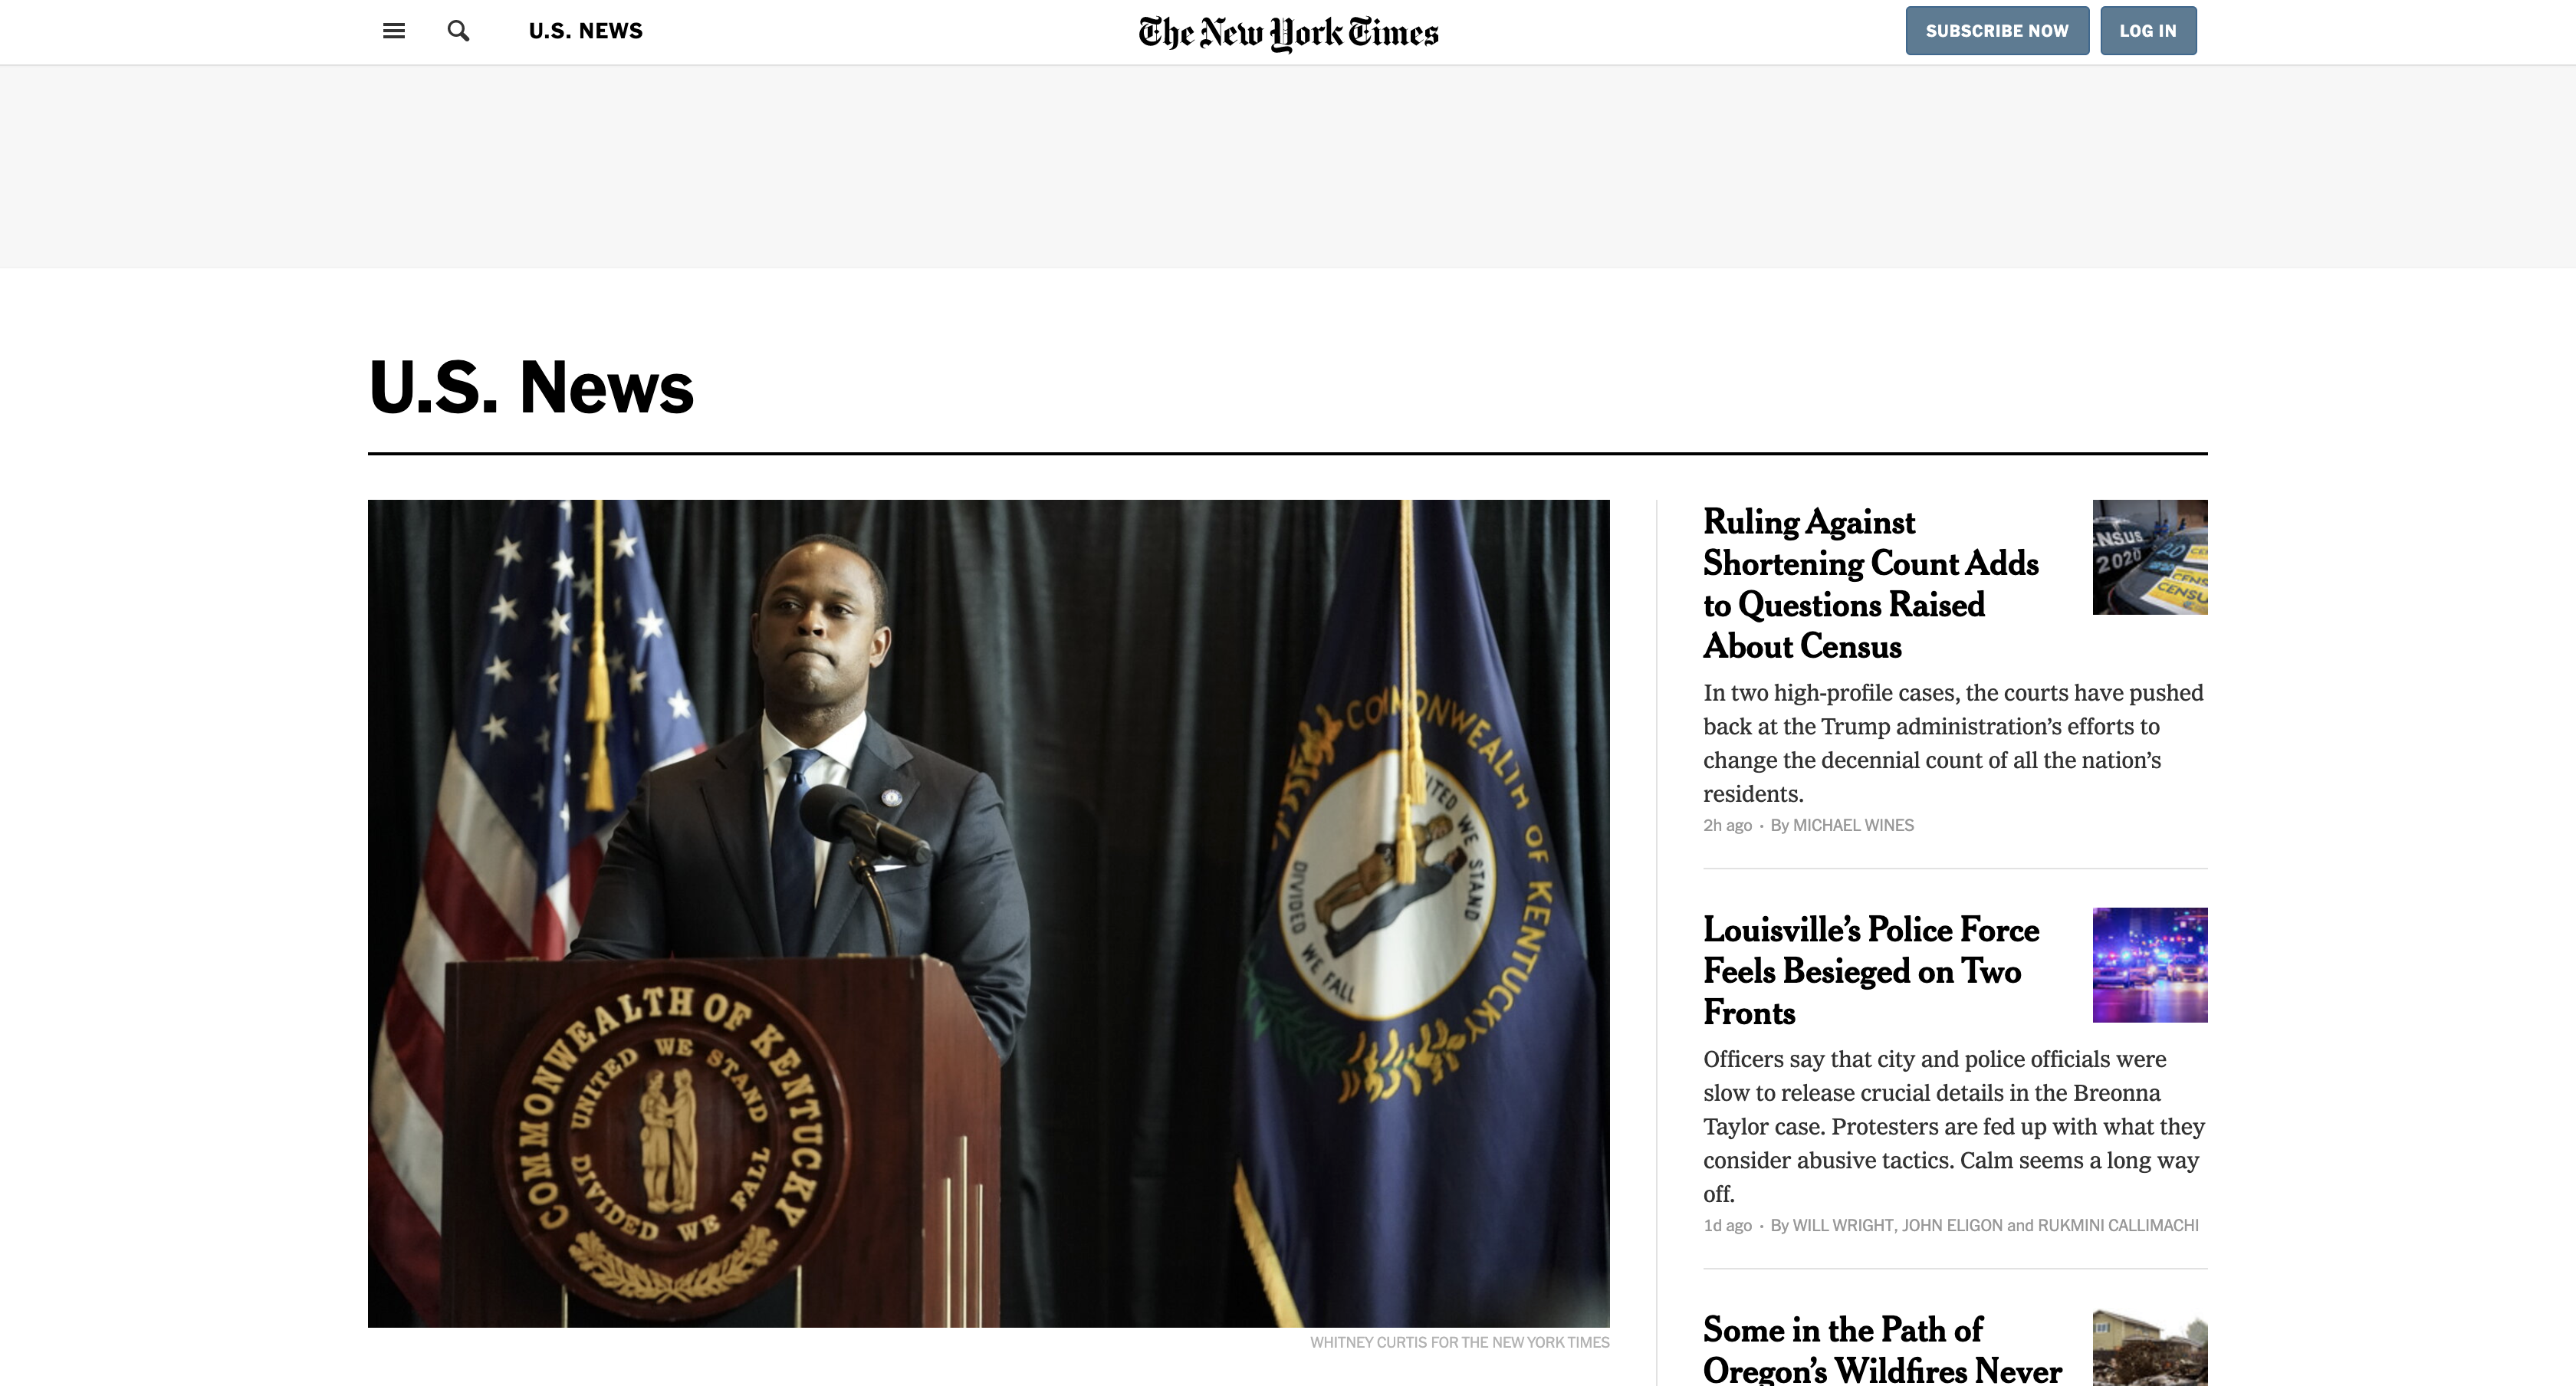 U.S. NEWS
The New York Times
SUBSCRIBE NOW
LOG IN
U.S. News
COMMONWEALTH OF KENTUCKY
UNITED WE STAND
DIVIDED WE FALL
COMMONWEALTH OF KENTUCKY
UNITED WE STAND
DIVIDED WE FALL
WHITNEY CURTIS FOR THE NEW YORK TIMES
Ruling Against
Shortening Count Adds
to Questions Raised
About Census
NSUS
2020
CENSU
In two high-profile cases, the courts have pushed
back at the Trump administration’s efforts to
change the decennial count of all the nation’s
residents.
2h ago • By MICHAEL WINES
Louisville’s Police Force
Feels Besieged on Two
Fronts
Officers say that city and police officials were
slow to release crucial details in the Breonna
Taylor case. Protesters are fed up with what they
consider abusive tactics. Calm seems a long way
off.
1d ago • By WILL WRIGHT, JOHN ELIGON and RUKMINI CALLIMACHI
Some in the Path of
Oregon’s Wildfires Never